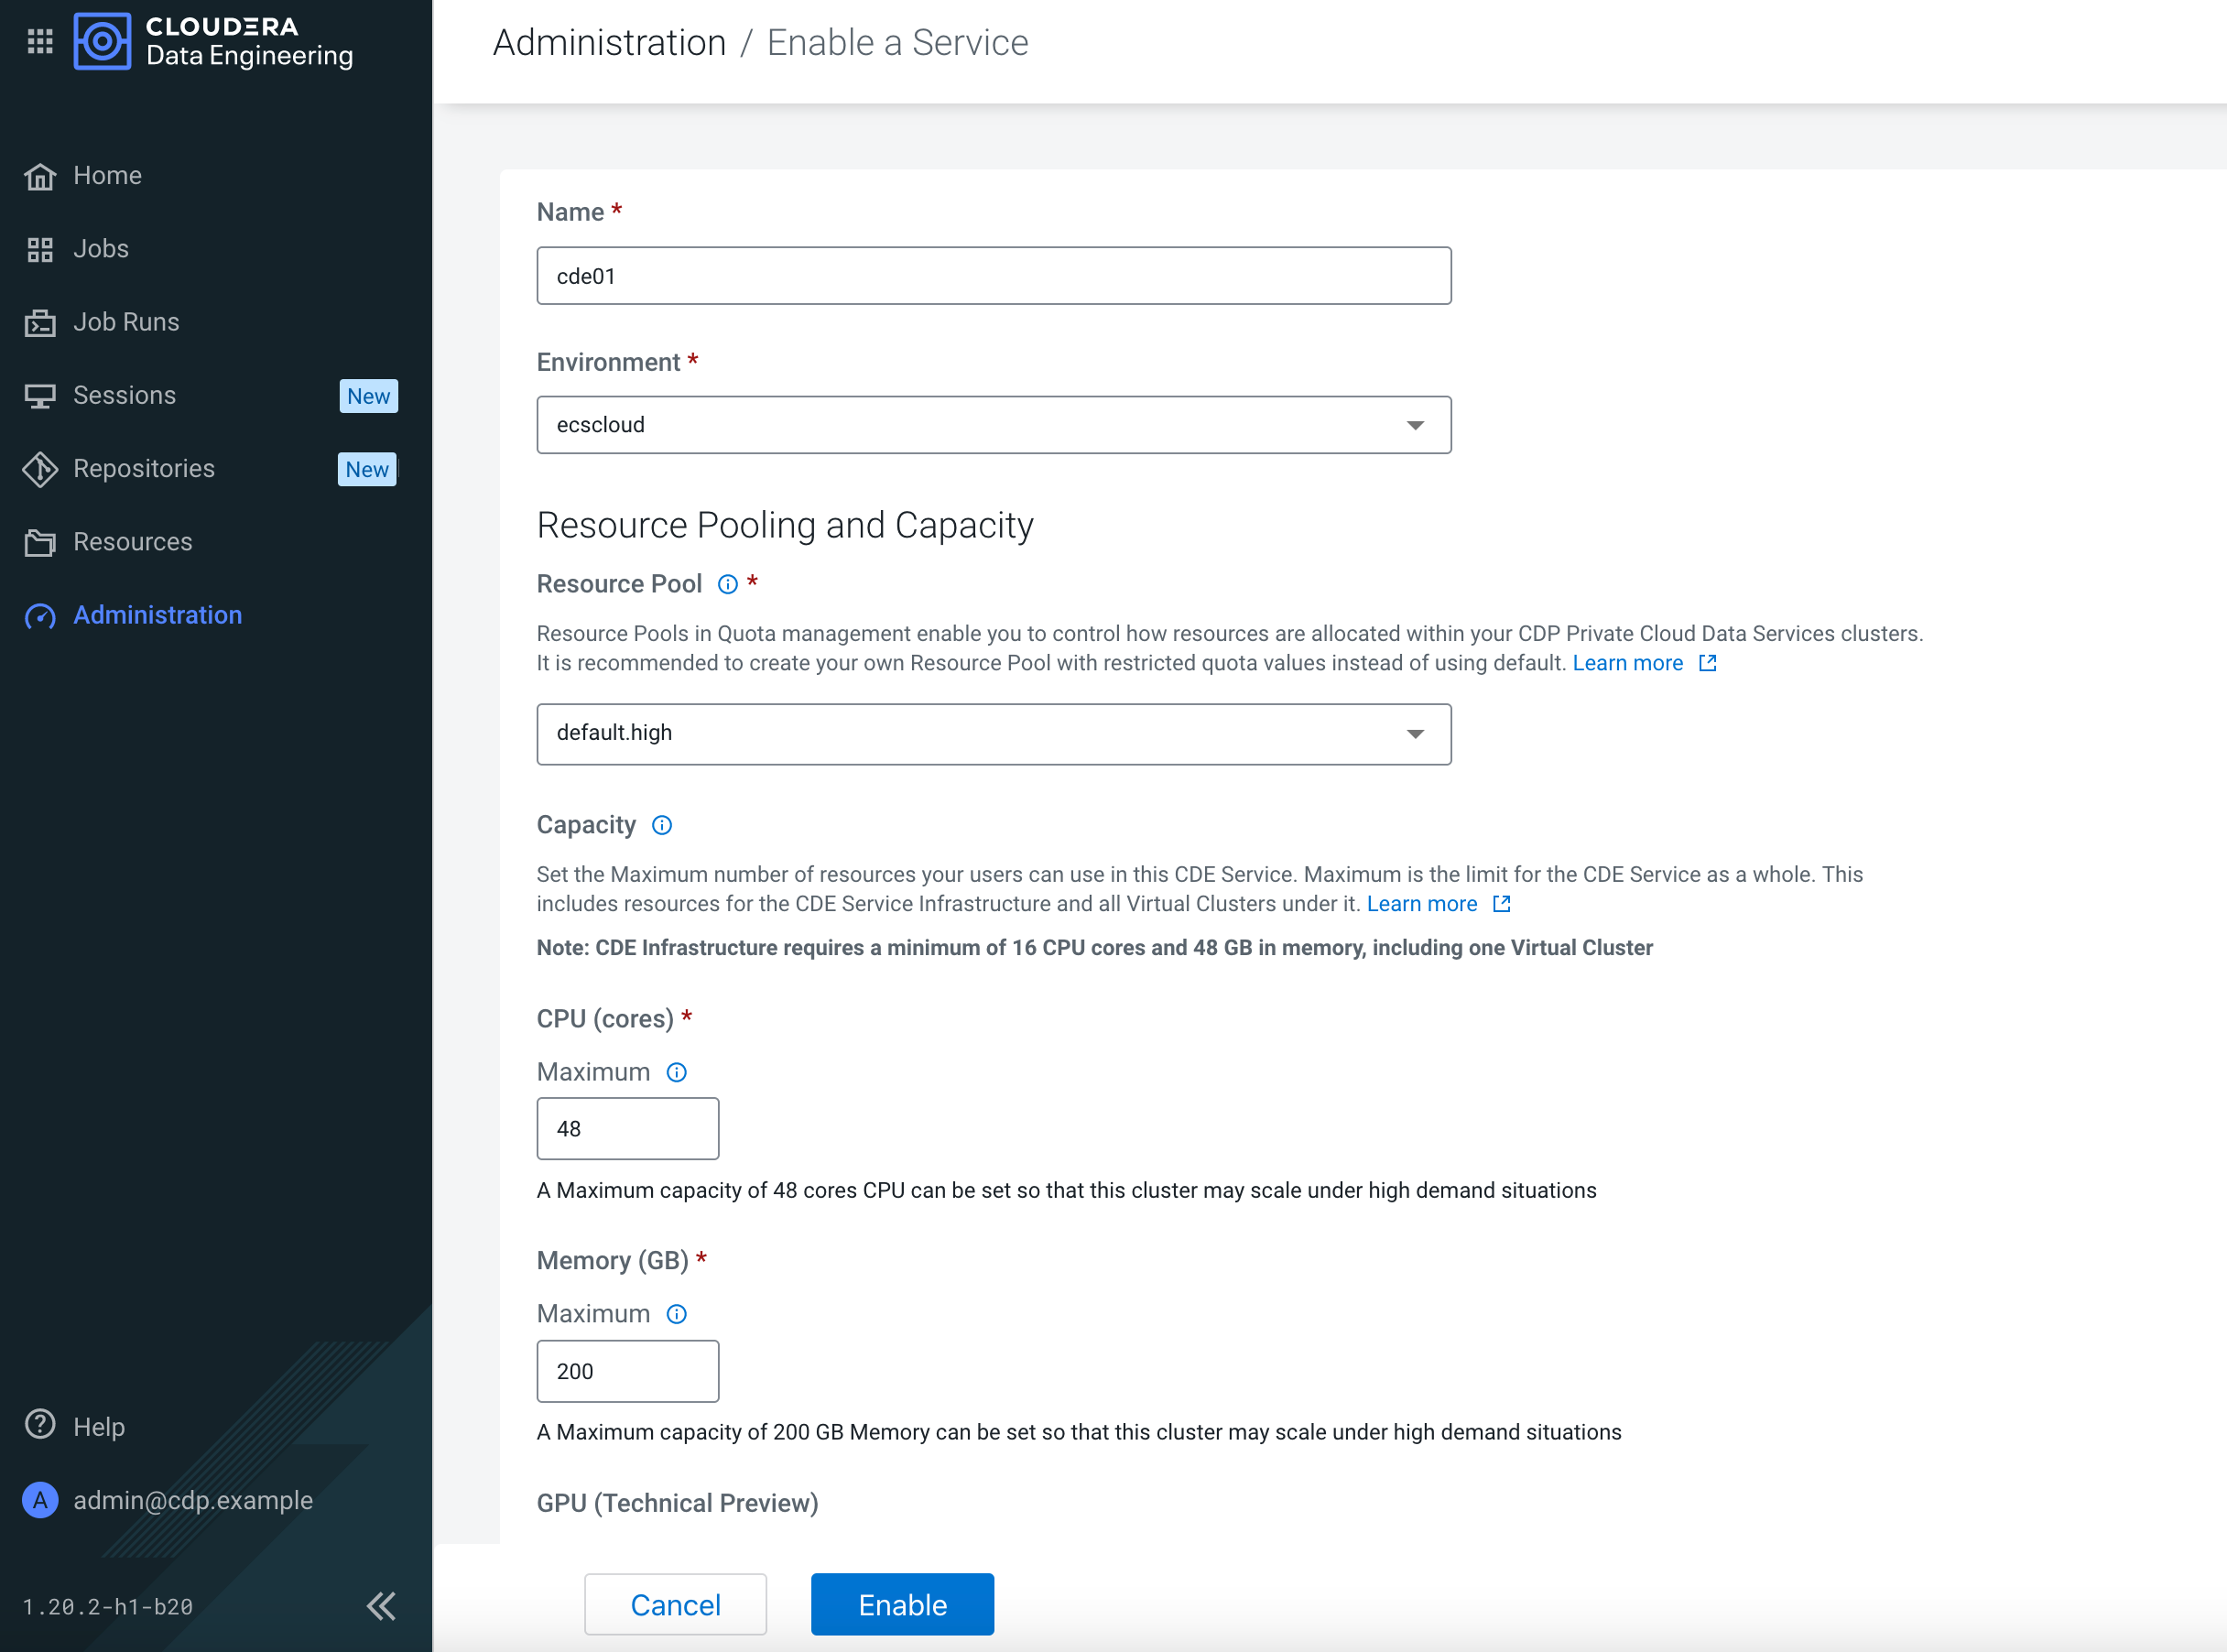 CLOUDERA
Data Engineering
Home
Jobs
Job Runs
Sessions New
Repositories New
Resources
Administration
Help
A admin@cdp.example
1.20.2-h1-b20
Administration / Enable a Service
Name *
cde01
Environment *
ecscloud
Resource Pooling and Capacity
Resource Pool *
Resource Pools in Quota management enable you to control how resources are allocated within your CDP Private Cloud Data Services clusters.
It is recommended to create your own Resource Pool with restricted quota values instead of using default. Learn more
default.high
Capacity
Set the Maximum number of resources your users can use in this CDE Service. Maximum is the limit for the CDE Service as a whole. This
includes resources for the CDE Service Infrastructure and all Virtual Clusters under it. Learn more
Note: CDE Infrastructure requires a minimum of 16 CPU cores and 48 GB in memory, including one Virtual Cluster
CPU (cores) *
Maximum
48
A Maximum capacity of 48 cores CPU can be set so that this cluster may scale under high demand situations
Memory (GB) *
Maximum
200
A Maximum capacity of 200 GB Memory can be set so that this cluster may scale under high demand situations
GPU (Technical Preview)
Cancel Enable